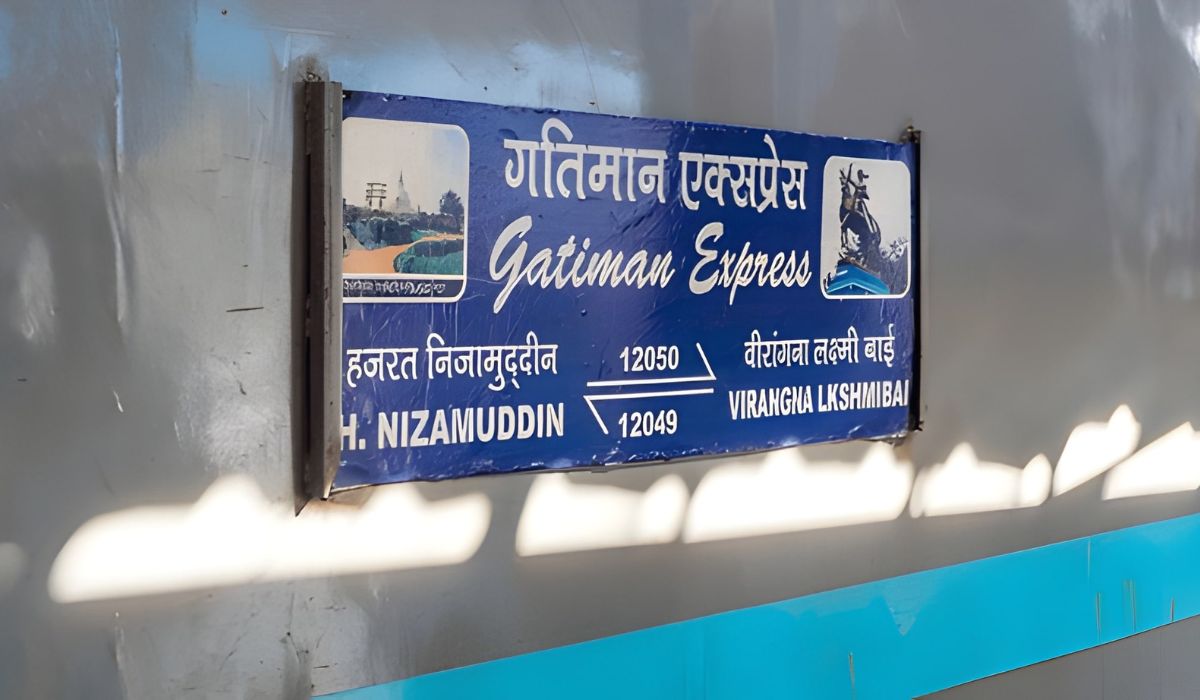 गतिमान एक्सप्रेस
Gatiman Express
हजरत निजामुद्दीन
12050
वीरांगना लक्ष्मी बाई
H. NIZAMUDDIN
12049
VIRANGNA LKSHMIBAI